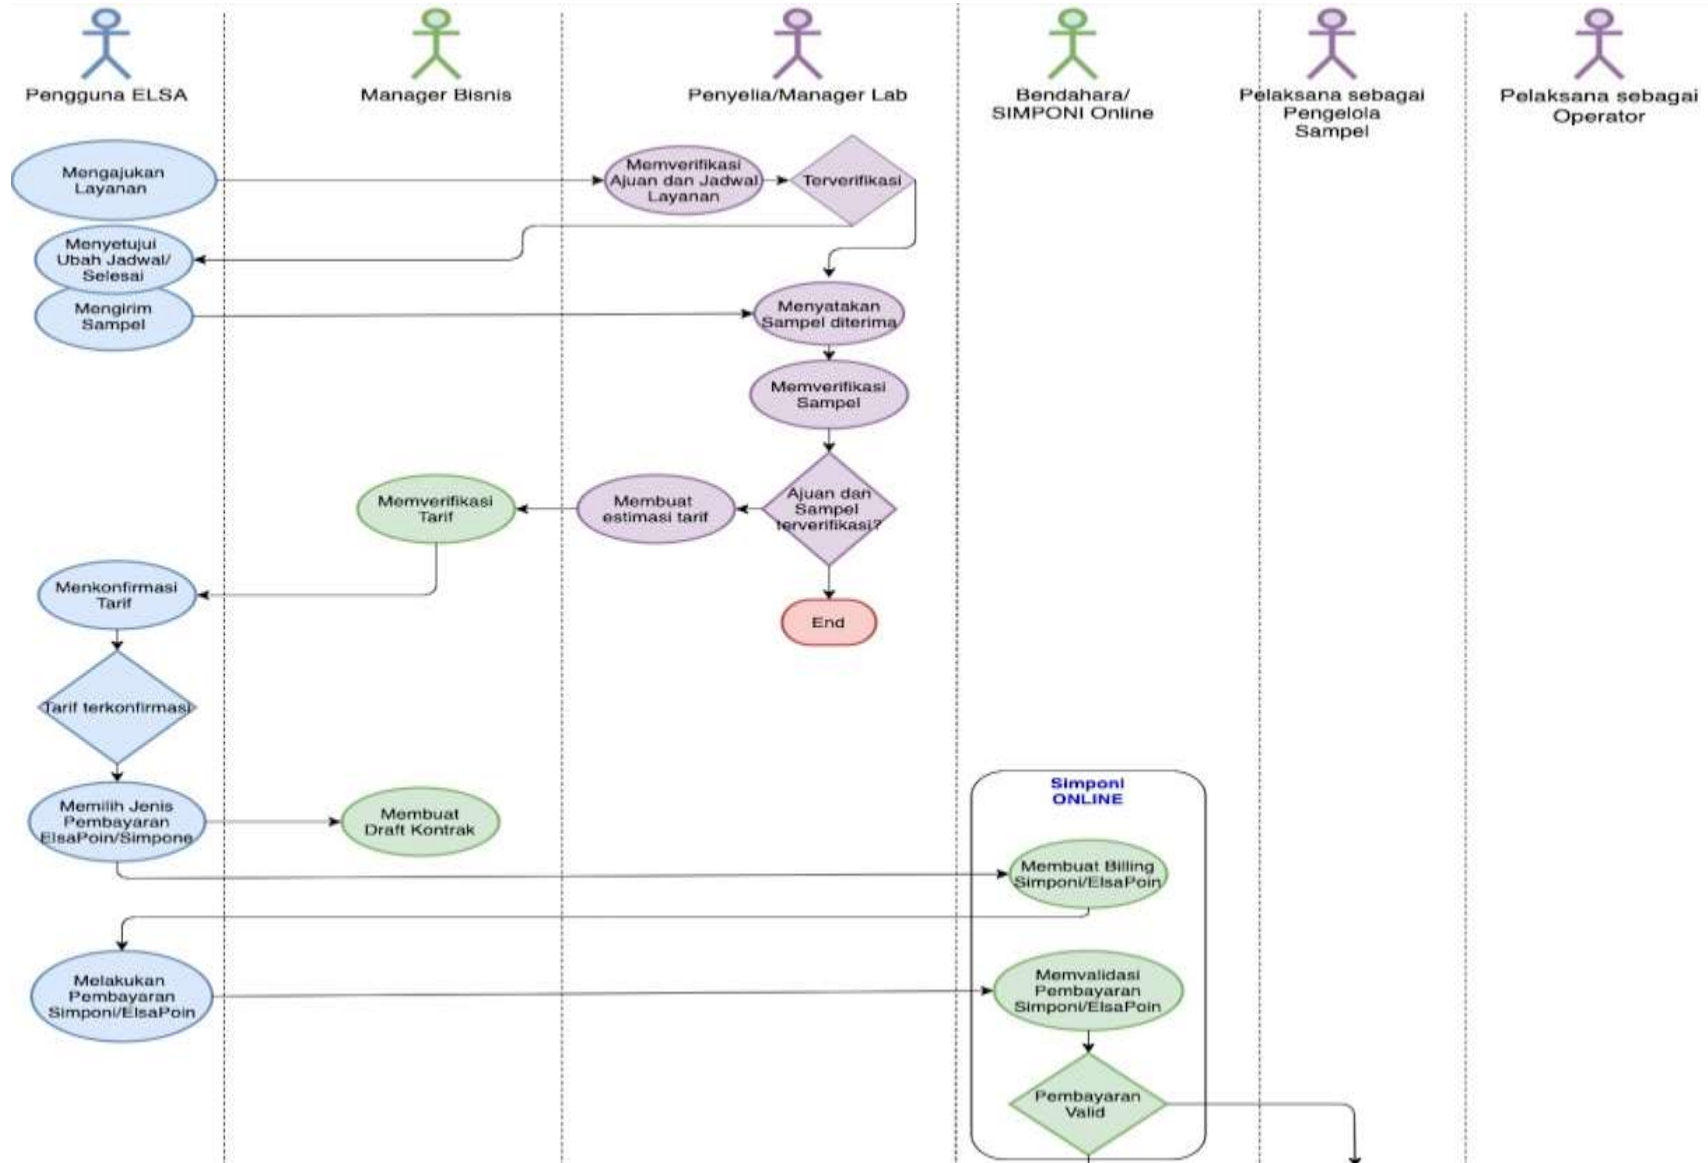 Pengguna ELSA
Manager Bisnis
Penyelia/Manager Lab
Bendahara/
SIMPONI Online
Pelaksana sebagai
Pengelola
Sampel
Pelaksana sebagai
Operator
Mengajukan
Layanan
Memverifikasi
Ajuan dan Jadwal
Layanan
Terverifikasi
Menyetujui
Ubah Jadwal/
Selesai
Mengirim
Sampel
Menyatakan
Sampel diterima
Memverifikasi
Sampel
Ajuan dan
Sampel
terverifikasi?
Membuat
estimasi tarif
Memverifikasi
Tarif
Menkonfirmasi
Tarif
End
Tarif terkonfirmasi
Memilih Jenis
Pembayaran
ElsaPoin/Simpone
Membuat
Draft Kontrak
Simponi
ONLINE
Membuat Billing
Simponi/ElsaPoin
Melakukan
Pembayaran
Simponi/ElsaPoin
Memvalidasi
Pembayaran
Simponi/ElsaPoin
Pembayaran
Valid